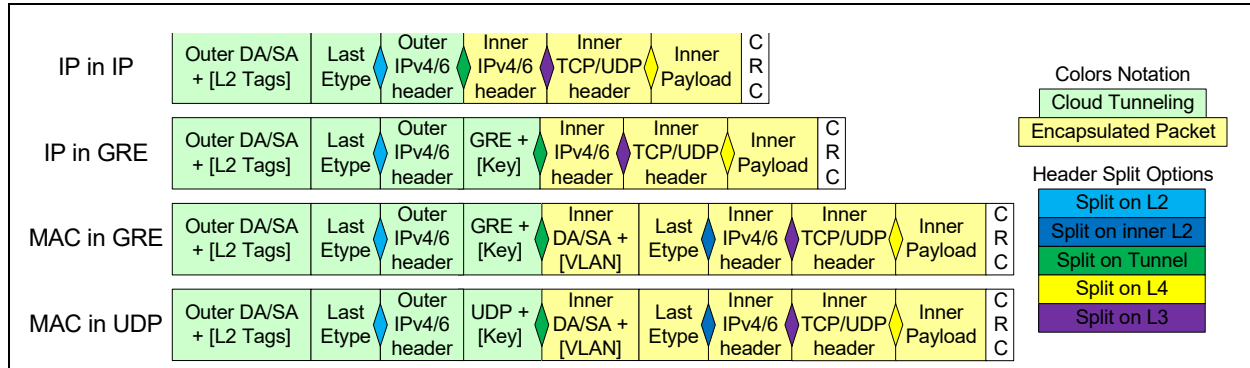 IP in IP
Outer DA/SA
+ [L2 Tags]
Last
Etype
Outer
IPv4/6
header
Inner
IPv4/6
header
Inner
TCP/UDP
header
Inner
Payload
C
R
C
IP in GRE
Outer DA/SA
+ [L2 Tags]
Last
Etype
Outer
IPv4/6
header
GRE +
[Key]
Inner
IPv4/6
header
Inner
TCP/UDP
header
Inner
Payload
C
R
C
MAC in GRE
Outer DA/SA
+ [L2 Tags]
Last
Etype
Outer
IPv4/6
header
GRE +
[Key]
Inner
DA/SA +
[VLAN]
Last
Etype
Inner
IPv4/6
header
Inner
TCP/UDP
header
Inner
Payload
C
R
C
MAC in UDP
Outer DA/SA
+ [L2 Tags]
Last
Etype
Outer
IPv4/6
header
UDP +
[Key]
Inner
DA/SA +
[VLAN]
Last
Etype
Inner
IPv4/6
header
Inner
TCP/UDP
header
Inner
Payload
C
R
C
Colors Notation
Cloud Tunneling
Encapsulated Packet
Header Split Options
Split on L2
Split on inner L2
Split on Tunnel
Split on L4
Split on L3